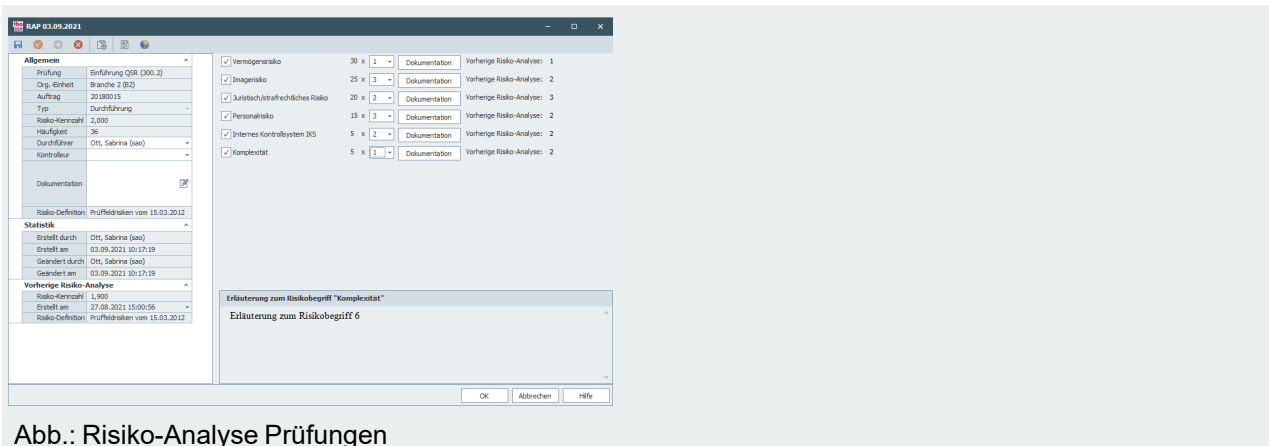 RAP 03.09.2021
Allgemein
Prüfung Einführung QSR (300.2)
Org.-Einheit Branche 2 (B2)
Auftrag 20180015
Typ Durchführung
Risiko-Kennzahl 2,000
Häufigkeit 36
Durchführer Ott, Sabrina (sao)
Kontrolleur
Dokumentation
Risiko-Definition Prüffeldrisiken vom 15.03.2012
Statistik
Erstellt durch Ott, Sabrina (sao)
Erstellt am 03.09.2021 10:17:19
Geändert durch Ott, Sabrina (sao)
Geändert am 03.09.2021 10:17:19
Vorherige Risiko-Analyse
Risiko-Kennzahl 1,900
Erstellt am 27.08.2021 15:00:56
Risiko-Definition Prüffeldrisiken vom 15.03.2012
Vermögensrisiko 30 x 1 Dokumentation Vorherige Risiko-Analyse: 1
Imagerisiko 25 x 3 Dokumentation Vorherige Risiko-Analyse: 2
Juristisch/strafrechtliches Risiko 20 x 2 Dokumentation Vorherige Risiko-Analyse: 3
Personalrisiko 15 x 3 Dokumentation Vorherige Risiko-Analyse: 2
Internes Kontrollsystem IKS 5 x 2 Dokumentation Vorherige Risiko-Analyse: 2
Komplexität 5 x 1 Dokumentation Vorherige Risiko-Analyse: 2
Erläuterung zum Risikobegriff "Komplexität"
Erläuterung zum Risikobegriff 6
OK Abbrechen Hilfe
Abb.: Risiko-Analyse Prüfungen